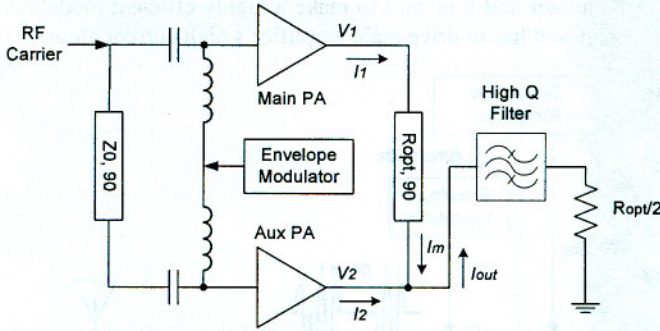 RF
Carrier
V1
I1
Main PA
High Q
Filter
Z0, 90
Envelope
Modulator
Ropt, 90
Ropt/2
Aux PA
Im
Iout
V2
I2